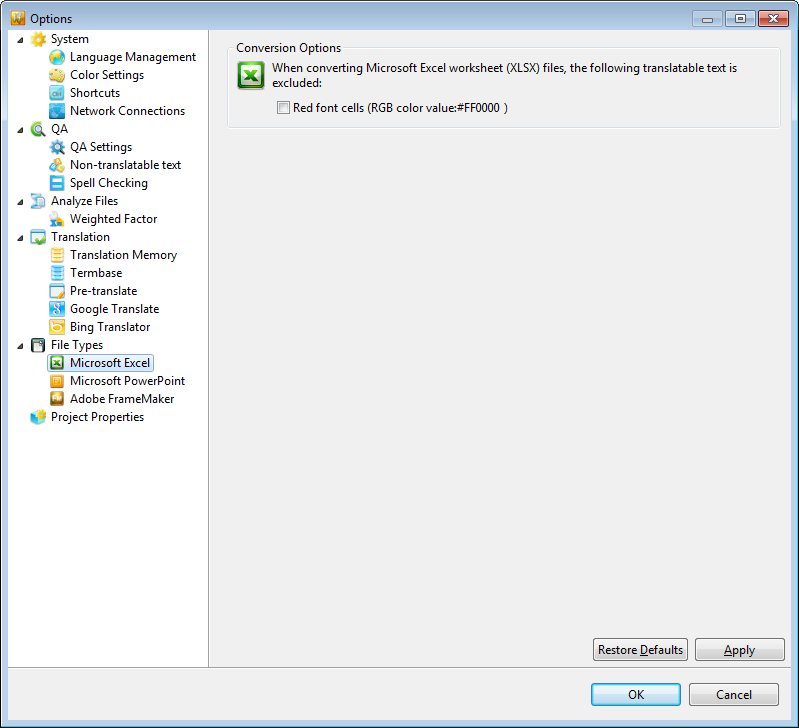 Options
System
Language Management
Color Settings
Shortcuts
Network Connections
QA
QA Settings
Non-translatable text
Spell Checking
Analyze Files
Weighted Factor
Translation
Translation Memory
Termbase
Pre-translate
Google Translate
Bing Translator
File Types
Microsoft Excel
Microsoft PowerPoint
Adobe FrameMaker
Project Properties
Conversion Options
When converting Microsoft Excel worksheet (XLSX) files, the following translatable text is
excluded:
Red font cells (RGB color value:#FF0000 )
Restore Defaults
Apply
OK
Cancel